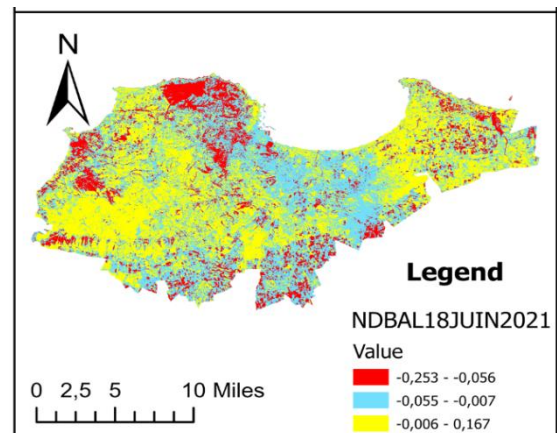 N
Legend
NDBAL18JUIN2021
Value
-0,253 - -0,056
-0,055 - -0,007
-0,006 - 0,167
0 2,5 5 10 Miles